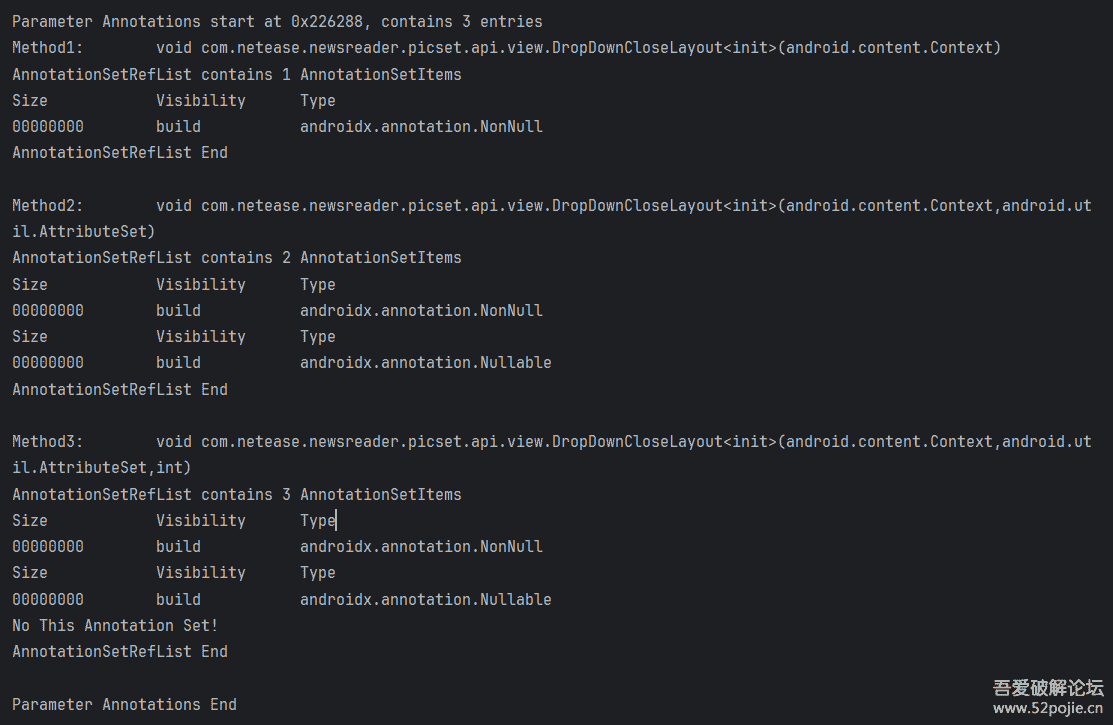 Parameter Annotations start at 0x226288, contains 3 entries
Method1:        void com.netease.newsreader.picset.api.view.DropDownCloseLayout<init>(android.content.Context)
AnnotationSetRefList contains 1 AnnotationSetItems
Size            Visibility      Type
00000000        build           androidx.annotation.NonNull
AnnotationSetRefList End

Method2:        void com.netease.newsreader.picset.api.view.DropDownCloseLayout<init>(android.content.Context,android.ut
il.AttributeSet)
AnnotationSetRefList contains 2 AnnotationSetItems
Size            Visibility      Type
00000000        build           androidx.annotation.NonNull
Size            Visibility      Type
00000000        build           androidx.annotation.Nullable
AnnotationSetRefList End

Method3:        void com.netease.newsreader.picset.api.view.DropDownCloseLayout<init>(android.content.Context,android.ut
il.AttributeSet,int)
AnnotationSetRefList contains 3 AnnotationSetItems
Size            Visibility      Type
00000000        build           androidx.annotation.NonNull
Size            Visibility      Type
00000000        build           androidx.annotation.Nullable
No This Annotation Set!
AnnotationSetRefList End

Parameter Annotations End
吾爱破解论坛
www.52pojie.cn